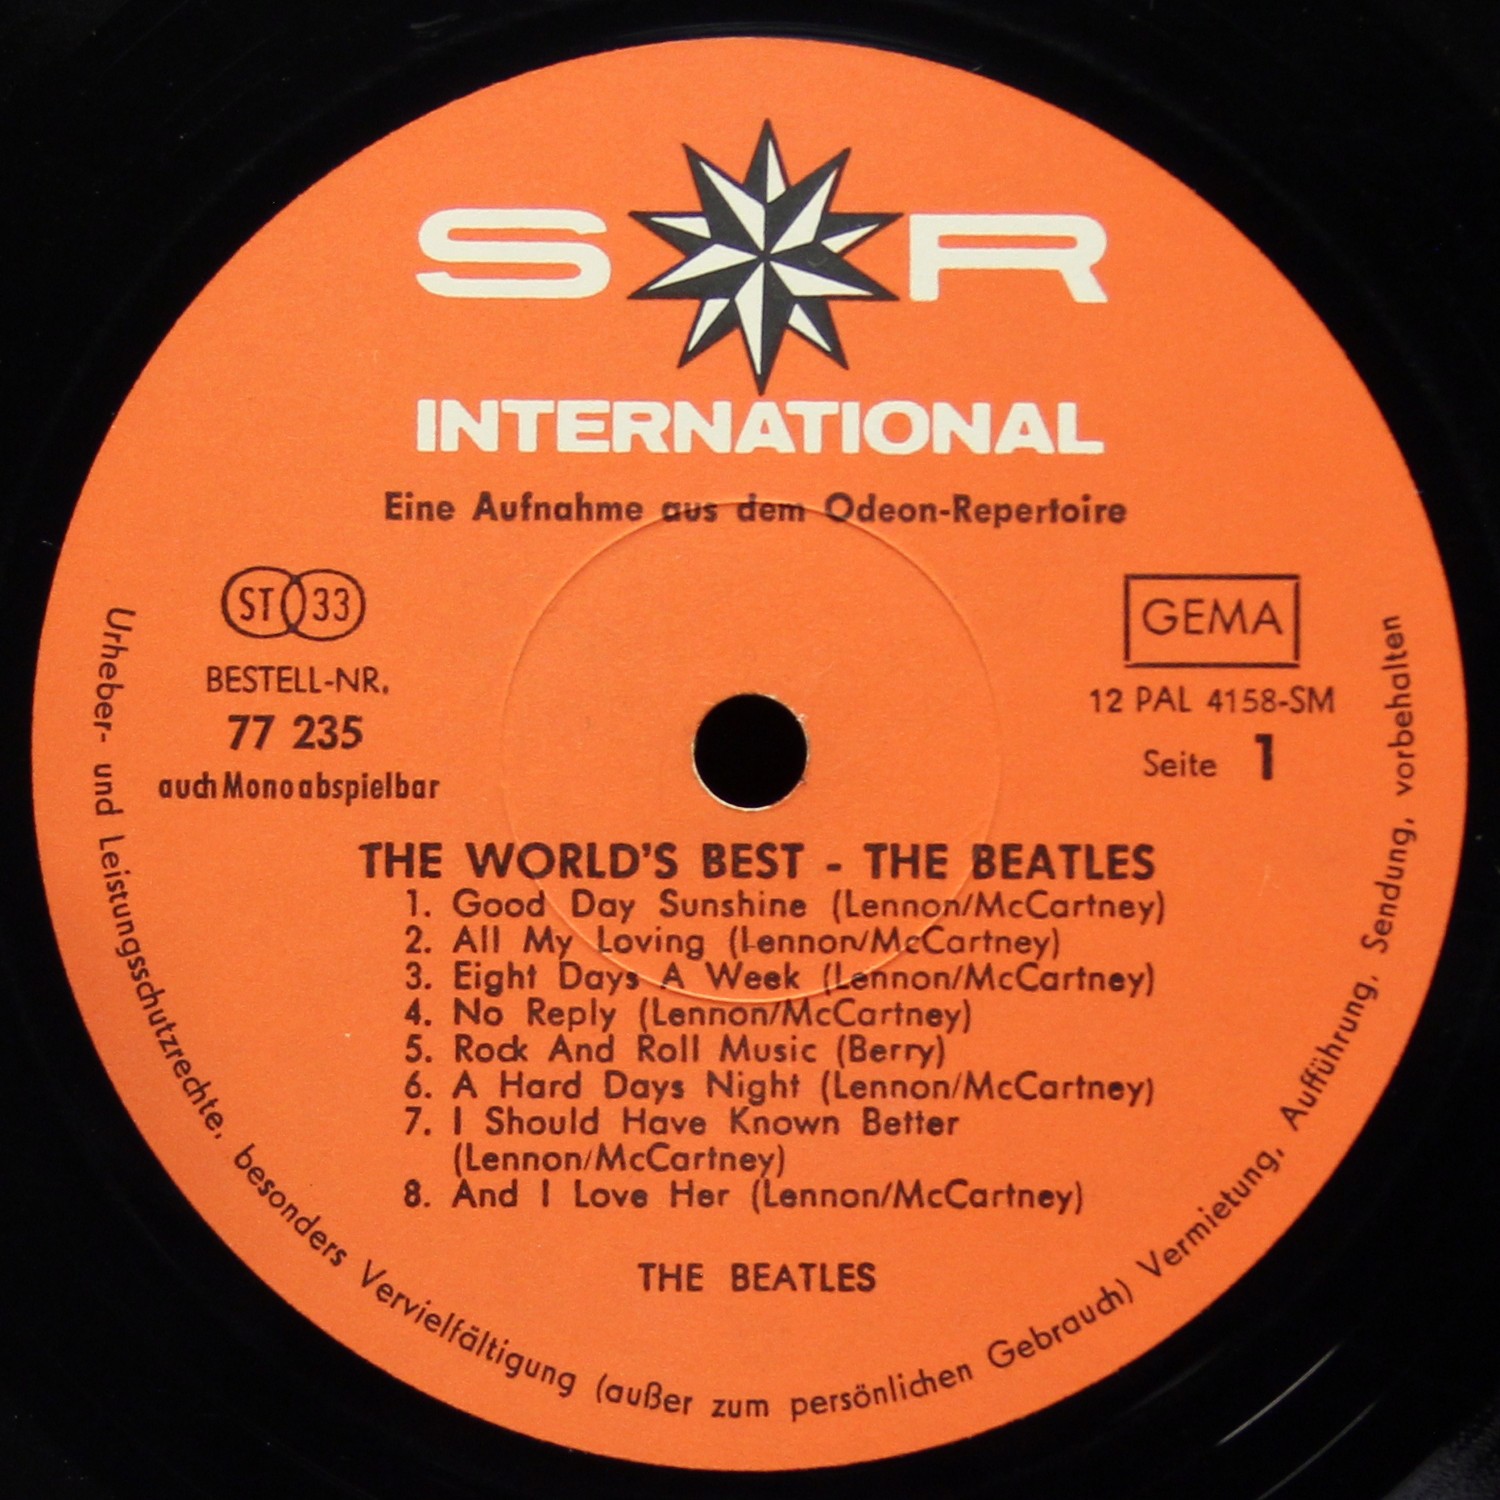 S R
INTERNATIONAL
Eine Aufnahme aus dem Odeon-Repertoire
ST 33
BESTELL-NR.
77 235
auch Mono abspielbar
GEMA
12 PAL 4158-SM
Seite 1
THE WORLD'S BEST - THE BEATLES
1. Good Day Sunshine (Lennon/McCartney)
2. All My Loving (Lennon/McCartney)
3. Eight Days A Week (Lennon/McCartney)
4. No Reply (Lennon/McCartney)
5. Rock And Roll Music (Berry)
6. A Hard Days Night (Lennon/McCartney)
7. I Should Have Known Better
(Lennon/McCartney)
8. And I Love Her (Lennon/McCartney)
THE BEATLES
Urheber- und Leistungsschutzrechte, besonders Vervielfältigung (außer zum persönlichen Gebrauch) Vermietung, Aufführung, Sendung, vorbehalten